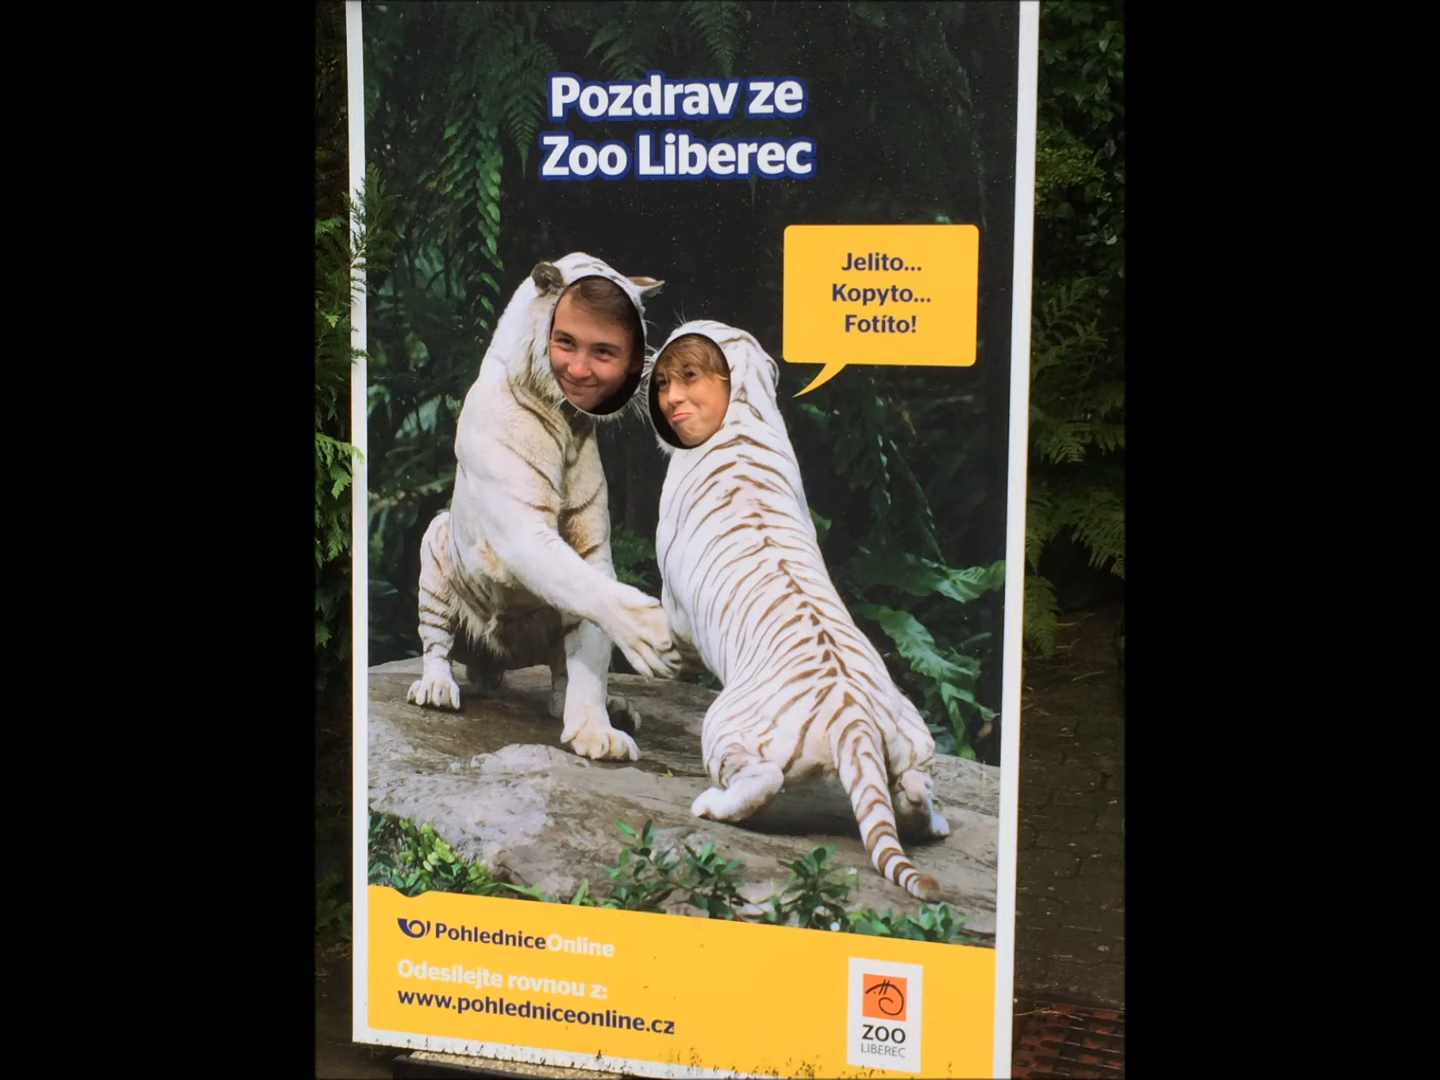 Pozdrav ze
Zoo Liberec
Jelito...
Kopyto...
Fotíto!
PohledniceOnline
Odesílejte rovnou z:
www.pohledniceonline.cz
ZOO
LIBEREC